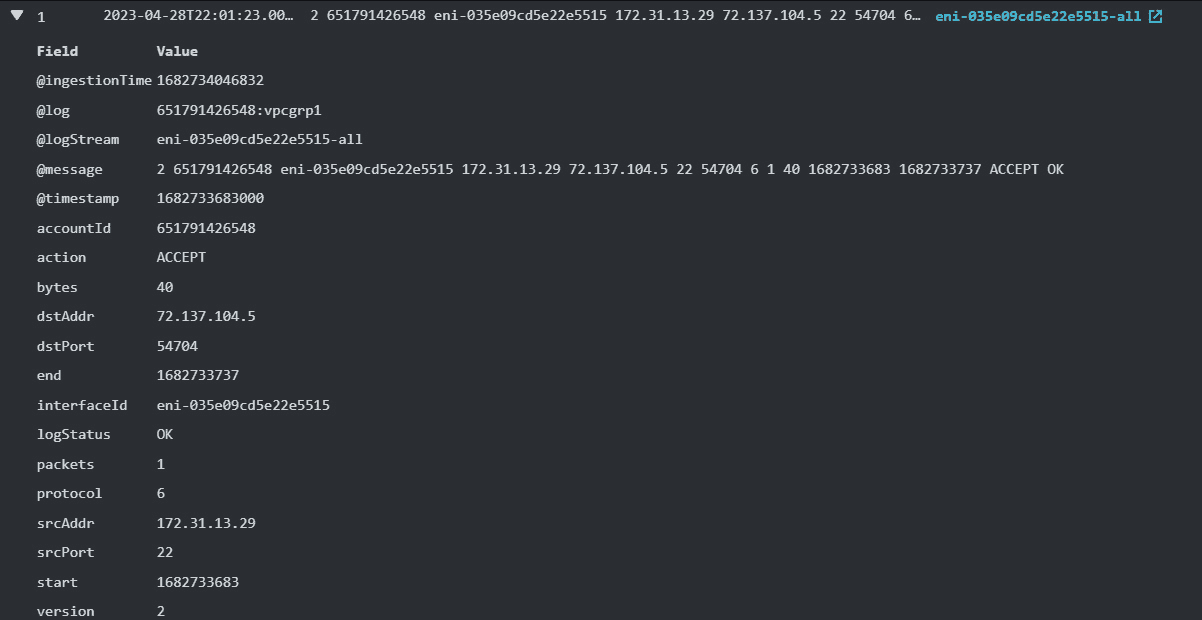 1 2023-04-28T22:01:23.00… 2 651791426548 eni-035e09cd5e22e5515 172.31.13.29 72.137.104.5 22 54704 6… eni-035e09cd5e22e5515-all
Field Value
@ingestionTime 1682734046832
@log 651791426548:vpcgrp1
@logStream eni-035e09cd5e22e5515-all
@message 2 651791426548 eni-035e09cd5e22e5515 172.31.13.29 72.137.104.5 22 54704 6 1 40 1682733683 1682733737 ACCEPT OK
@timestamp 1682733683000
accountId 651791426548
action ACCEPT
bytes 40
dstAddr 72.137.104.5
dstPort 54704
end 1682733737
interfaceId eni-035e09cd5e22e5515
logStatus OK
packets 1
protocol 6
srcAddr 172.31.13.29
srcPort 22
start 1682733683
version 2